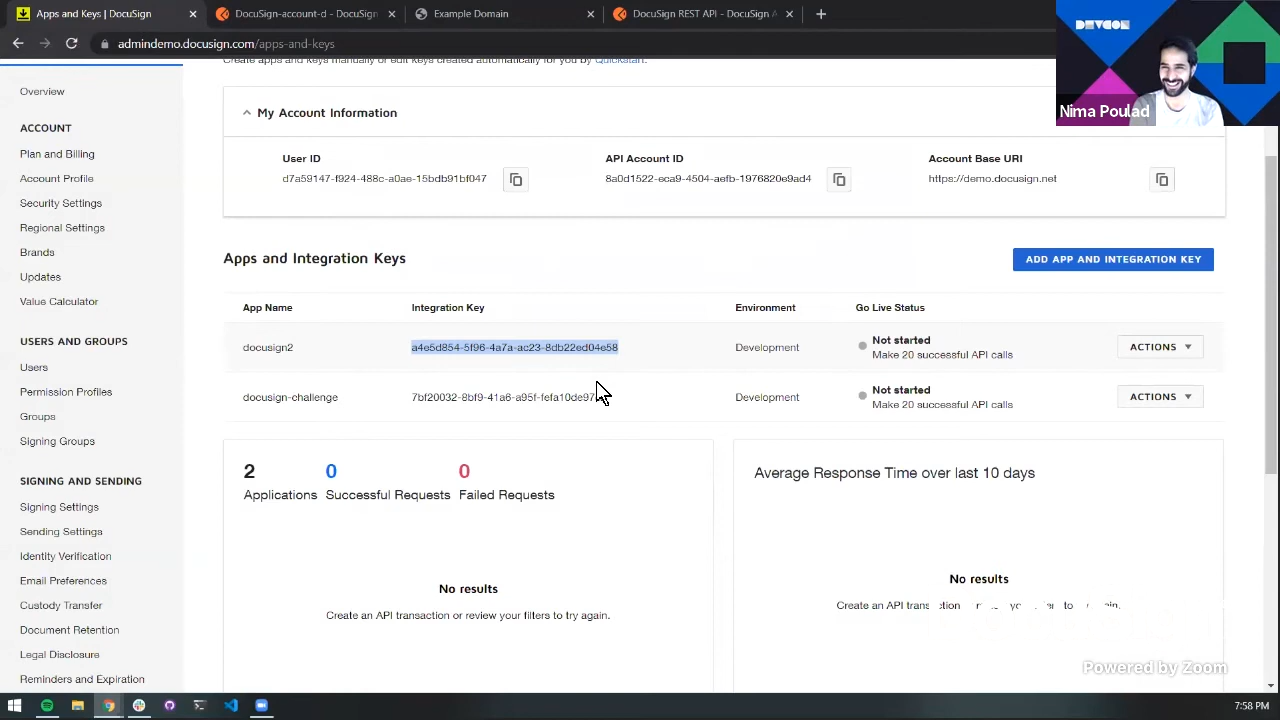 Apps and Keys | DocuSign
DocuSign-account-d - DocuSign
Example Domain
DocuSign REST API - DocuSign A
admindemo.docusign.com/apps-and-keys
Create apps and keys manually or edit keys created automatically for you by Quickstart.
DEVCON
Nima Poulad
Overview
ACCOUNT
Plan and Billing
Account Profile
Security Settings
Regional Settings
Brands
Updates
Value Calculator
USERS AND GROUPS
Users
Permission Profiles
Groups
Signing Groups
SIGNING AND SENDING
Signing Settings
Sending Settings
Identity Verification
Email Preferences
Custody Transfer
Document Retention
Legal Disclosure
Reminders and Expiration
My Account Information
User ID
d7a59147-f924-488c-a0ae-15bdb91bf047
API Account ID
8a0d1522-eca9-4504-aefb-1976820e9ad4
Account Base URI
https://demo.docusign.net
Apps and Integration Keys
ADD APP AND INTEGRATION KEY
App Name Integration Key Environment Go Live Status
docusign2 a4e5d854-5f96-4a7a-ac23-8db22ed04e58 Development Not started
Make 20 successful API calls
ACTIONS
docusign-challenge 7bf20032-8bf9-41a6-a95f-fefa10de97 Development Not started
Make 20 successful API calls
ACTIONS
2 0 0
Applications Successful Requests Failed Requests
No results
Create an API transaction or review your filters to try again.
Average Response Time over last 10 days
No results
Create an API
Powered by Zoom
7:58 PM